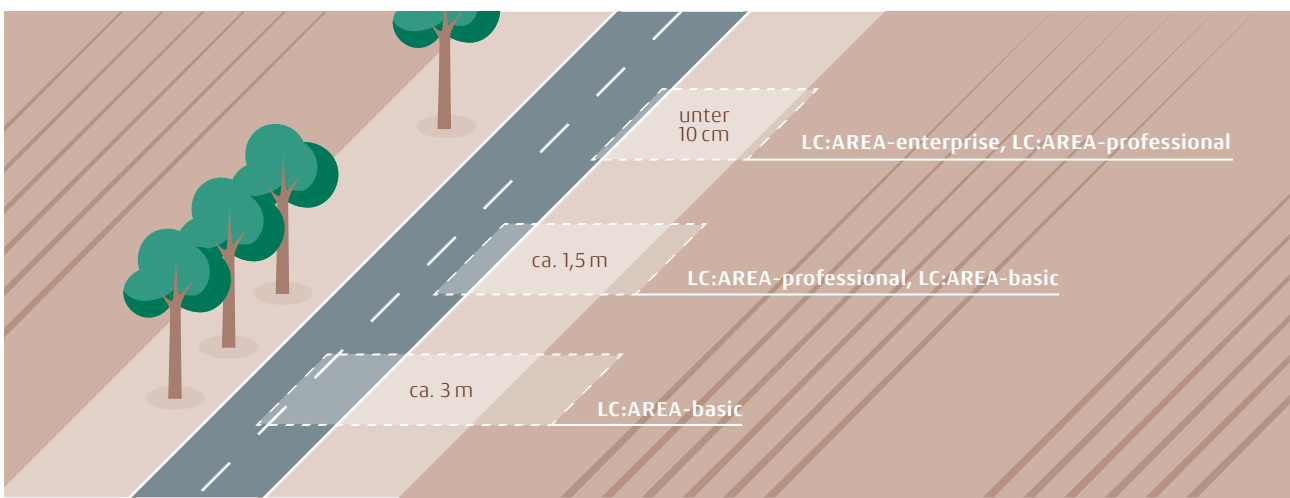 unter
10 cm
LC:AREA-enterprise, LC:AREA-professional
ca. 1,5 m
LC:AREA-professional, LC:AREA-basic
ca. 3 m
LC:AREA-basic